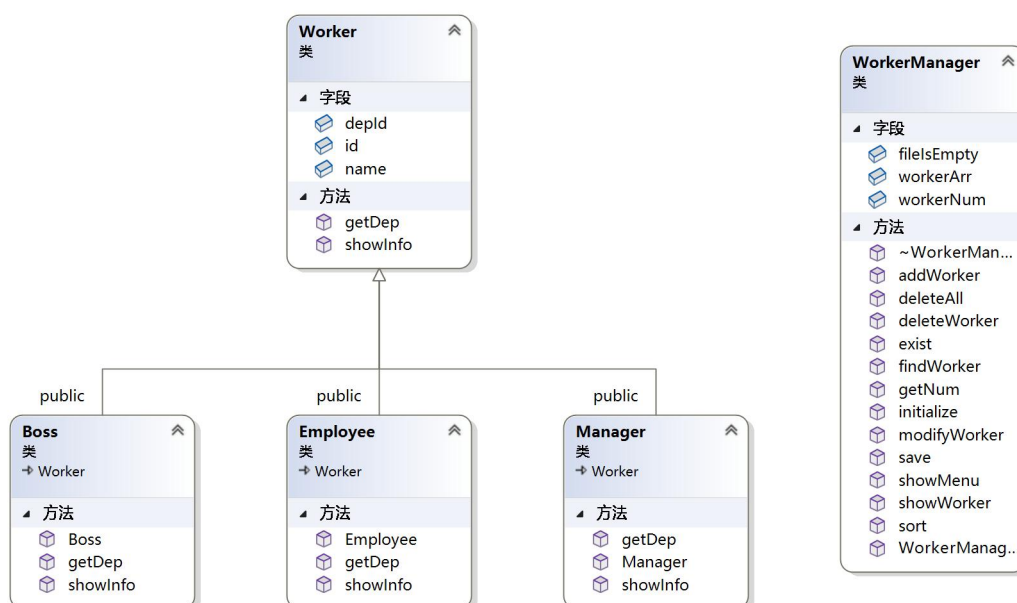 Worker
类
字段
depId
id
name
方法
getDep
showInfo
WorkerManager
类
字段
fileIsEmpty
workerArr
workerNum
方法
~WorkerMan...
addWorker
deleteAll
deleteWorker
exist
findWorker
getNum
initialize
modifyWorker
save
showMenu
showWorker
sort
WorkerManag...
public
Boss
类
Worker
方法
Boss
getDep
showInfo
public
Employee
类
Worker
方法
Employee
getDep
showInfo
public
Manager
类
Worker
方法
getDep
Manager
showInfo